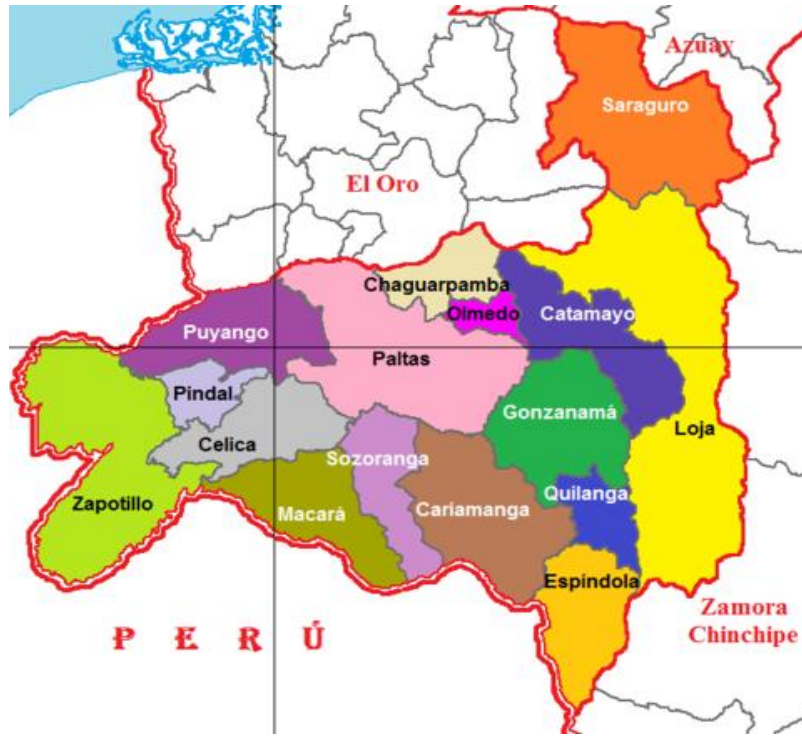 Azuay
Saraguro
El Oro
Chaguarpamba
Olmedo
Catamayo
Puyango
Paltas
Pindal
Gonzanamá
Loja
Celica
Sozoranga
Quilanga
Zapotillo
Macará
Cariamanga
Espíndola
Zamora
Chinchipe
P E R Ú